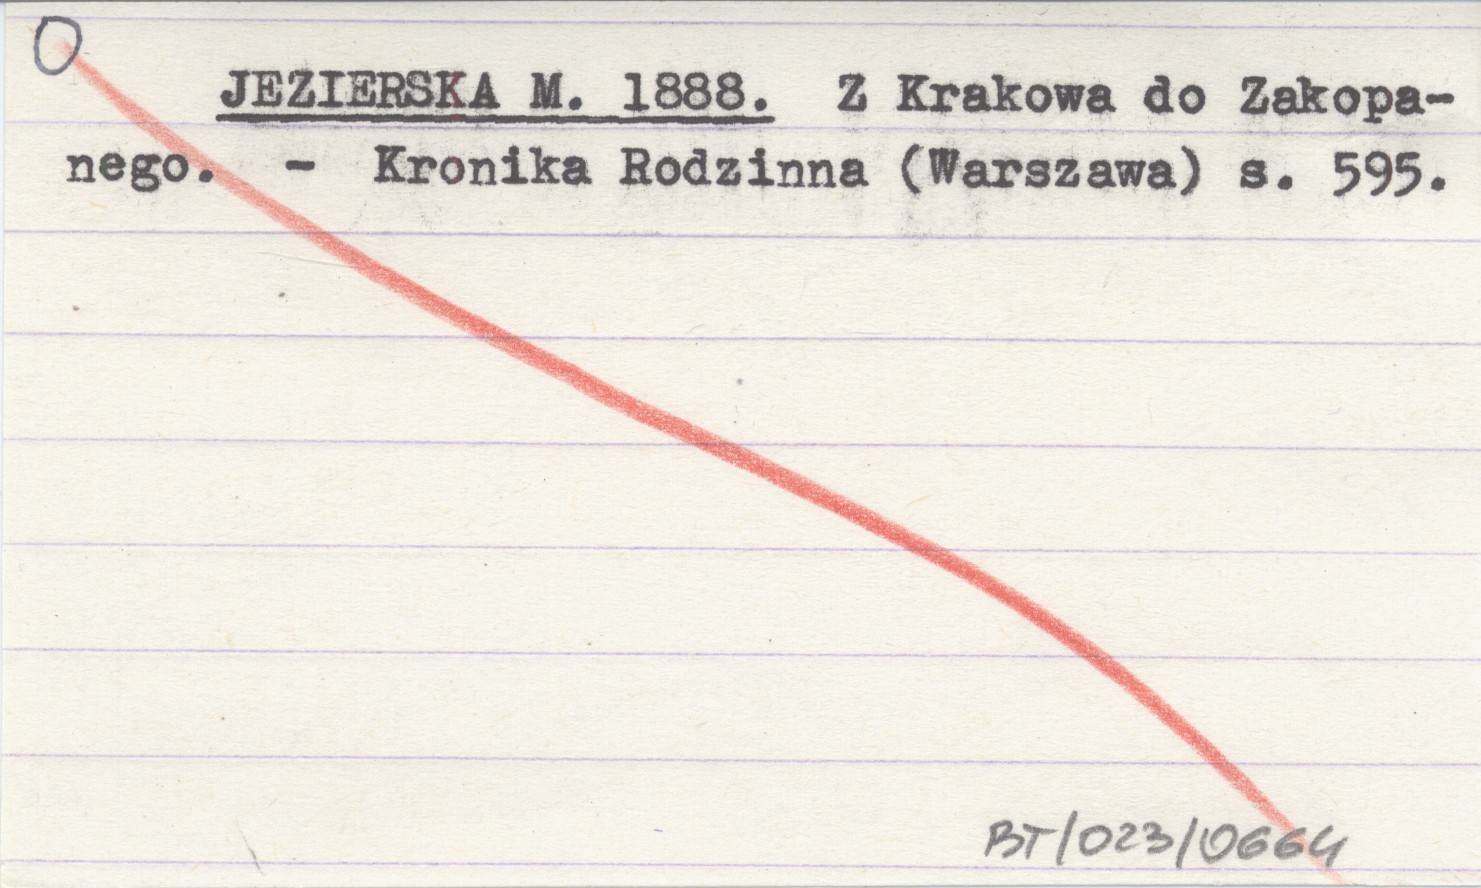 O
JEZIERSKA M. 1888. Z Krakowa do Zakopa-
nego. - Kronika Rodzinna (Warszawa) s. 595.
BT/023/0664